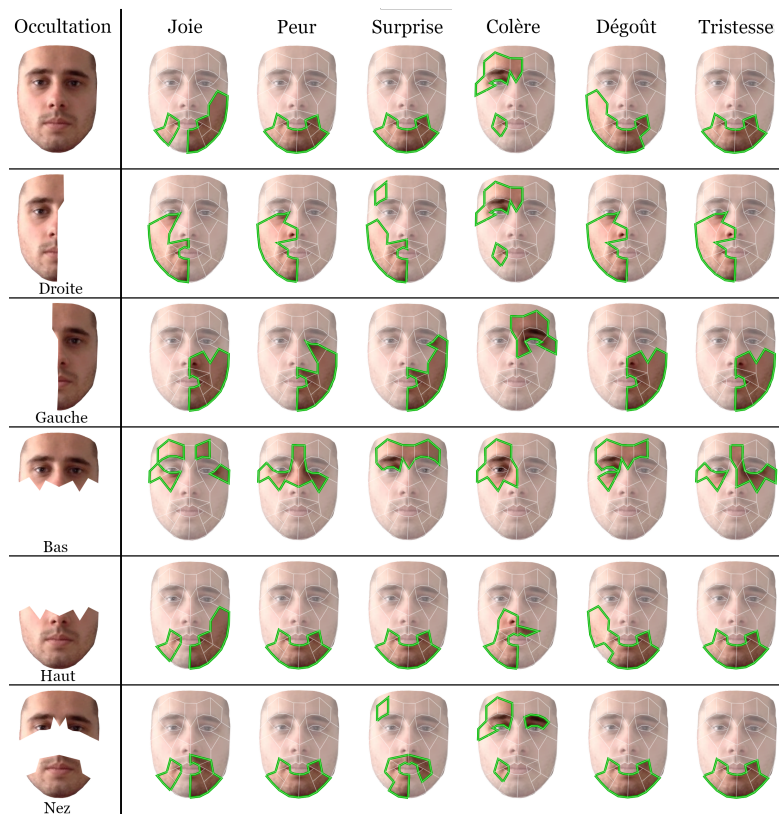 Occultation Joie Peur Surprise Colère Dégoût Tristesse
Droite
Gauche
Bas
Haut
Nez